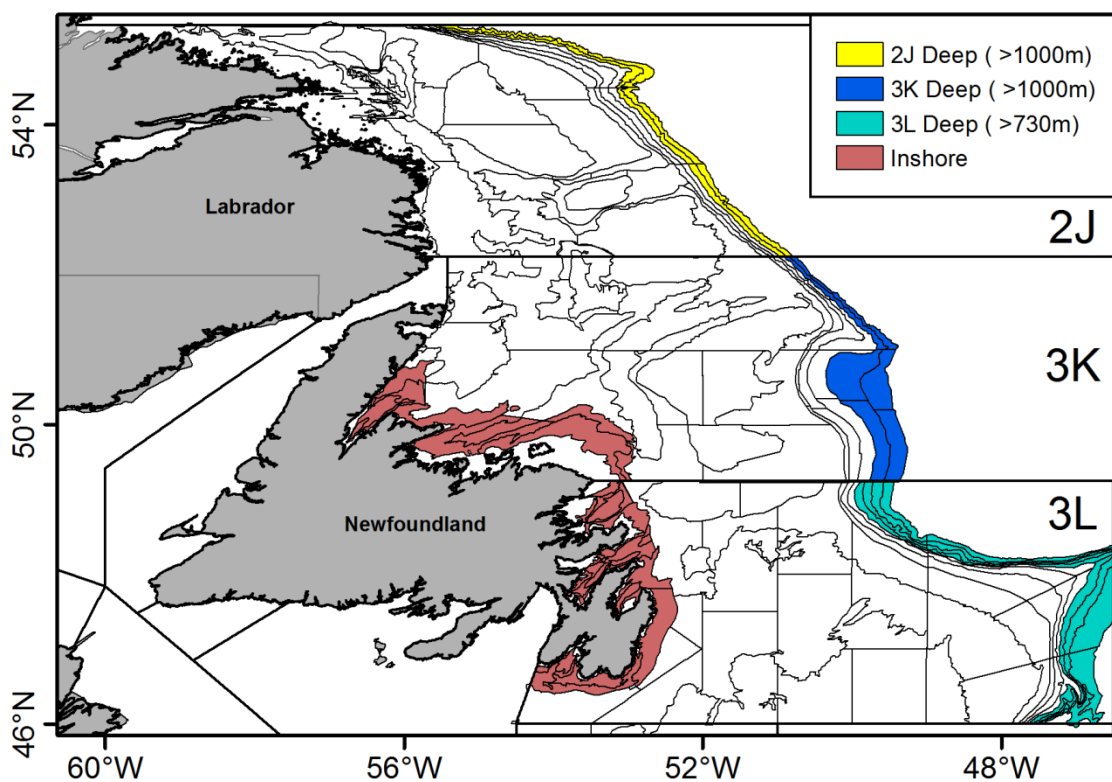 2J Deep ( >1000m)
3K Deep ( >1000m)
3L Deep ( >730m)
Inshore
54°N
Labrador
2J
3K
50°N
Newfoundland
3L
46°N
60°W 56°W 52°W 48°W